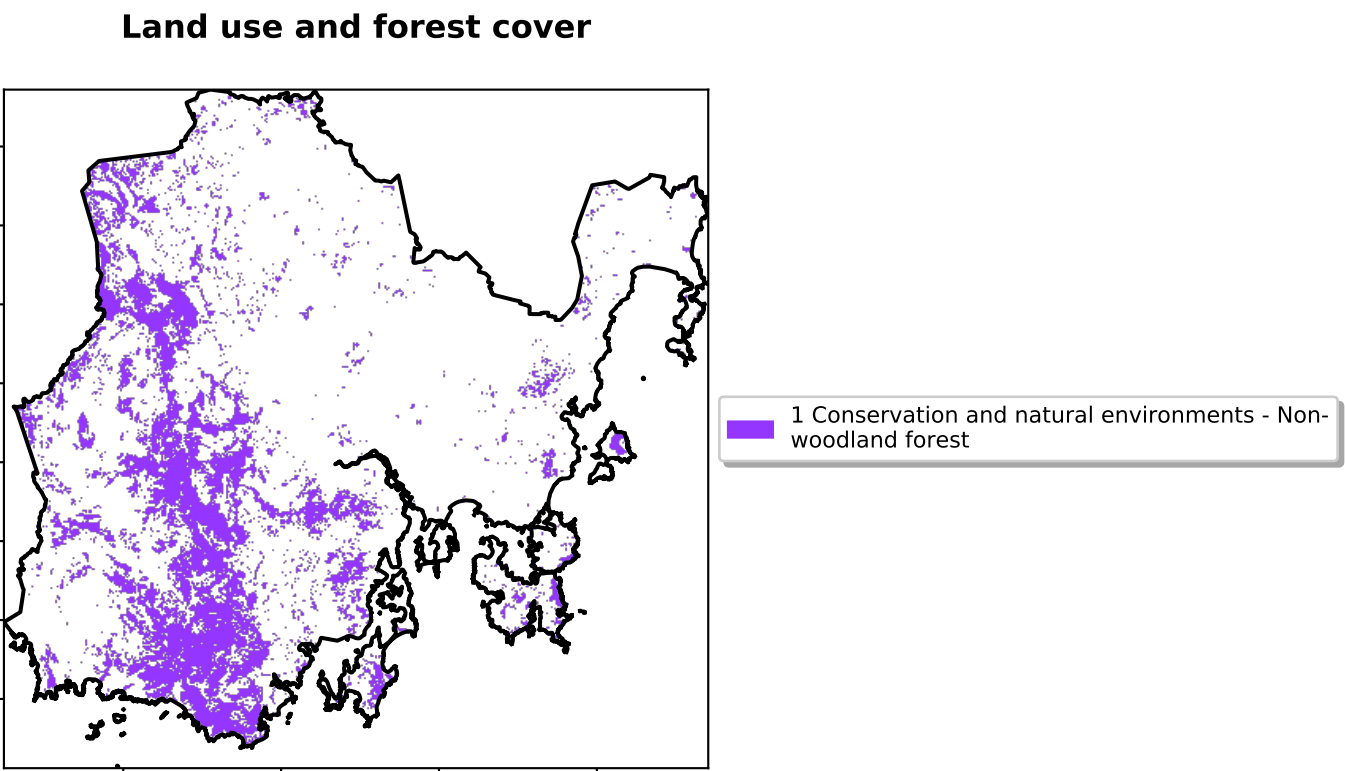 Land use and forest cover
1 Conservation and natural environments - Non-
woodland forest